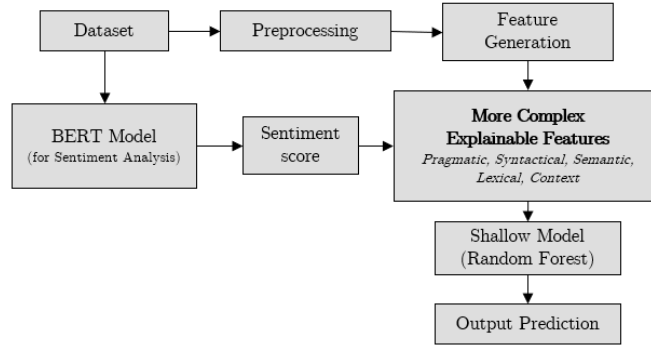 Dataset
Preprocessing
Feature
Generation
BERT Model
(for Sentiment Analysis)
Sentiment
score
More Complex
Explainable Features
Pragmatic, Syntactical, Semantic,
Lexical, Context
Shallow Model
(Random Forest)
Output Prediction